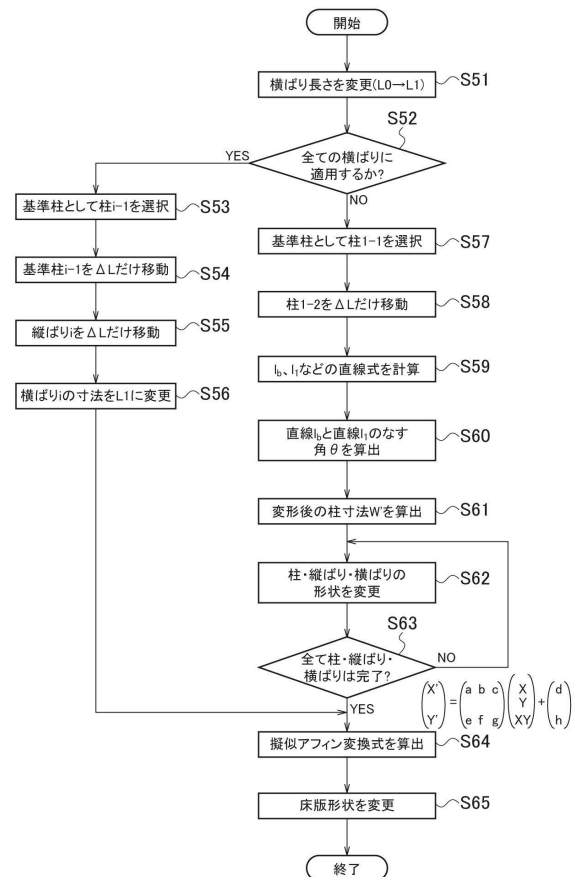 開始
横ばり長さを変更(L0→L1)
S51
S52
全ての横ばりに
適用するか?
YES
NO
基準柱として柱i-1を選択
S53
基準柱i-1をΔLだけ移動
S54
縦ばりiをΔLだけ移動
S55
横ばりiの寸法をL1に変更
S56
基準柱として柱1-1を選択
S57
柱1-2をΔLだけ移動
S58
lb、l1などの直線式を計算
S59
直線lbと直線l1のなす
角θを算出
S60
変形後の柱寸法W'を算出
S61
柱・縦ばり・横ばりの
形状を変更
S62
S63
全て柱・縦ばり・
横ばりは完了?
NO
YES
(X' Y') = (a b c e f g) (X Y XY) + (d h)
擬似アフィン変換式を算出
S64
床版形状を変更
S65
終了